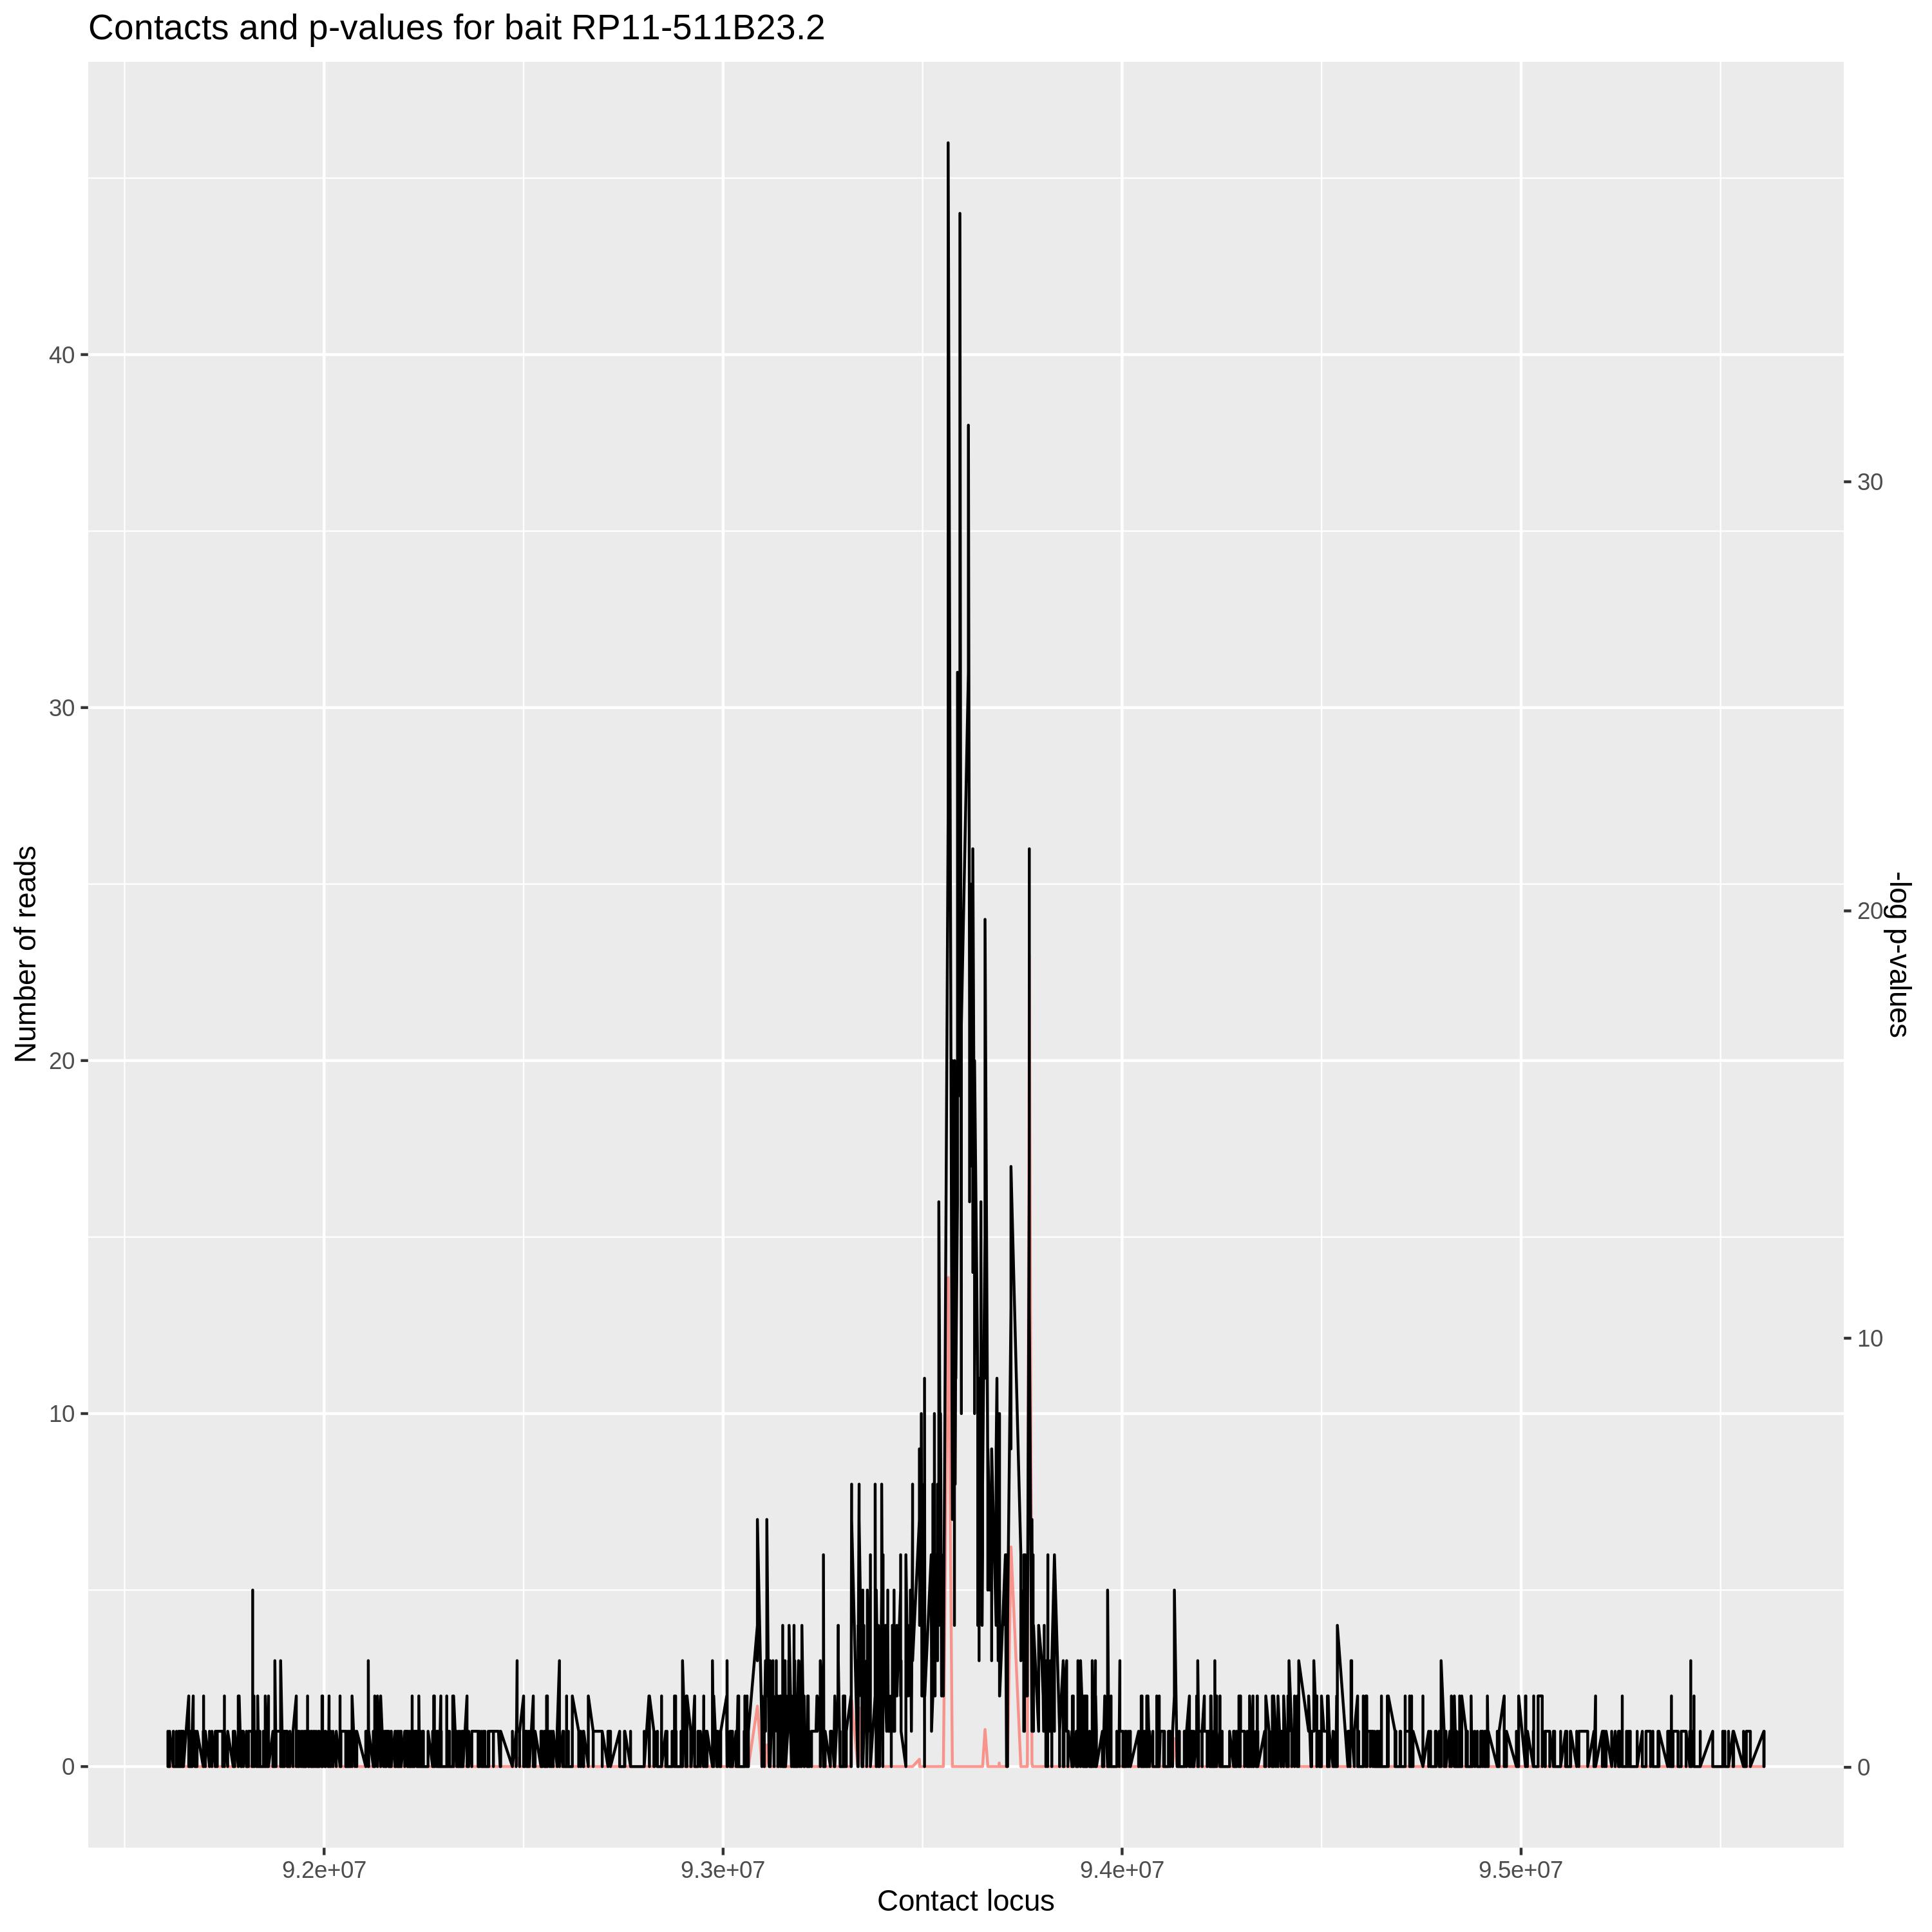 Contacts and p-values for bait RP11-511B23.2
40
30
20
10
0
Number of reads
30
20
10
0
-log p-values
9.2e+07
9.3e+07
9.4e+07
9.5e+07
Contact locus